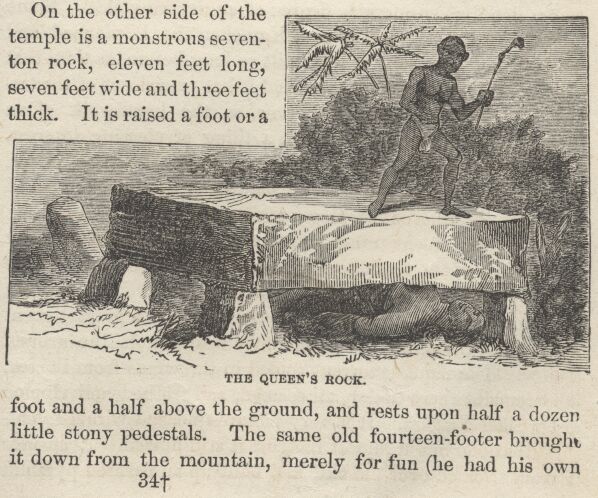 On the other side of the
temple is a monstrous seven-
ton rock, eleven feet long,
seven feet wide and three feet
thick. It is raised a foot or a
THE QUEEN'S ROCK.
foot and a half above the ground, and rests upon half a dozen
little stony pedestals. The same old fourteen-footer brought
it down from the mountain, merely for fun (he had his own
34†